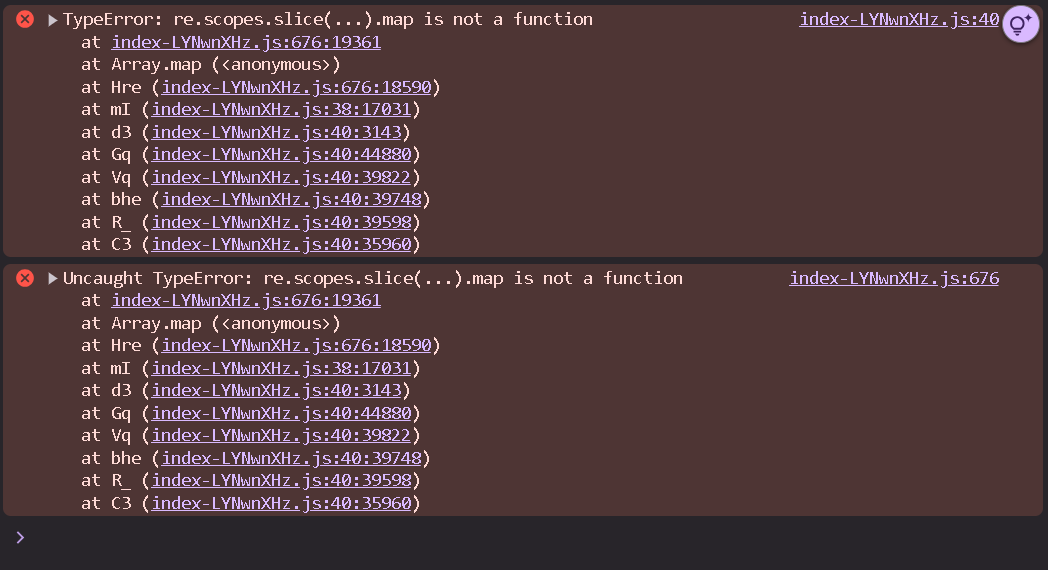 TypeError: re.scopes.slice(...).map is not a function index-LYNwnXHz.js:40
at index-LYNwnXHz.js:676:19361
at Array.map (<anonymous>)
at Hre (index-LYNwnXHz.js:676:18590)
at mI (index-LYNwnXHz.js:38:17031)
at d3 (index-LYNwnXHz.js:40:3143)
at Gq (index-LYNwnXHz.js:40:44880)
at Vq (index-LYNwnXHz.js:40:39822)
at bhe (index-LYNwnXHz.js:40:39748)
at R_ (index-LYNwnXHz.js:40:39598)
at C3 (index-LYNwnXHz.js:40:35960)
Uncaught TypeError: re.scopes.slice(...).map is not a function index-LYNwnXHz.js:676
at index-LYNwnXHz.js:676:19361
at Array.map (<anonymous>)
at Hre (index-LYNwnXHz.js:676:18590)
at mI (index-LYNwnXHz.js:38:17031)
at d3 (index-LYNwnXHz.js:40:3143)
at Gq (index-LYNwnXHz.js:40:44880)
at Vq (index-LYNwnXHz.js:40:39822)
at bhe (index-LYNwnXHz.js:40:39748)
at R_ (index-LYNwnXHz.js:40:39598)
at C3 (index-LYNwnXHz.js:40:35960)